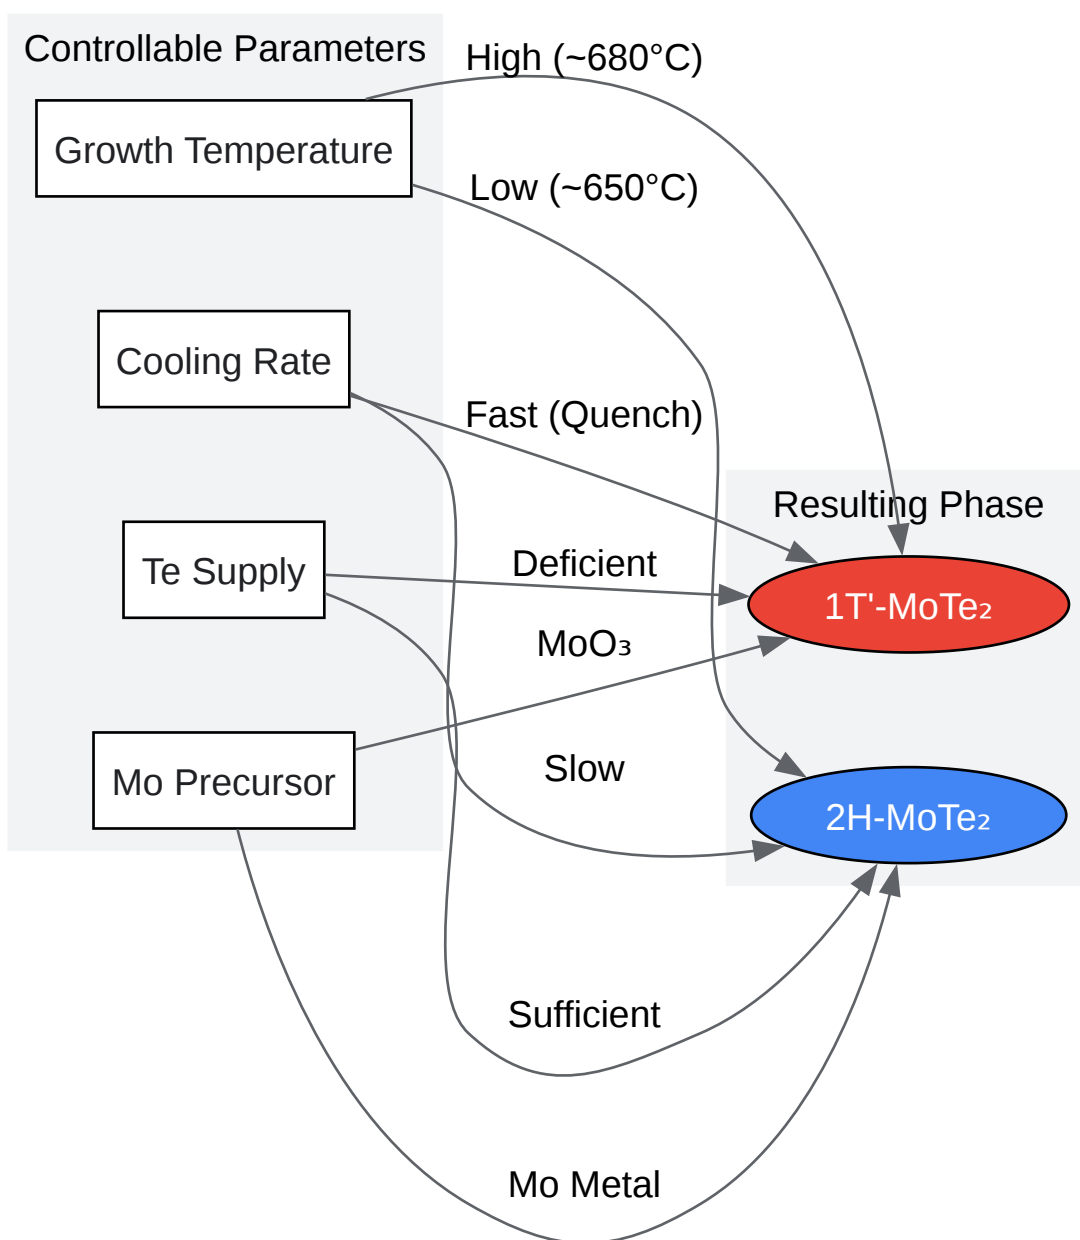 Controllable Parameters
High (~680°C)
Growth Temperature
Low (~650°C)
Cooling Rate
Fast (Quench)
Resulting Phase
Te Supply
Deficient
1T'-MoTe₂
MoO₃
Mo Precursor
Slow
2H-MoTe₂
Sufficient
Mo Metal